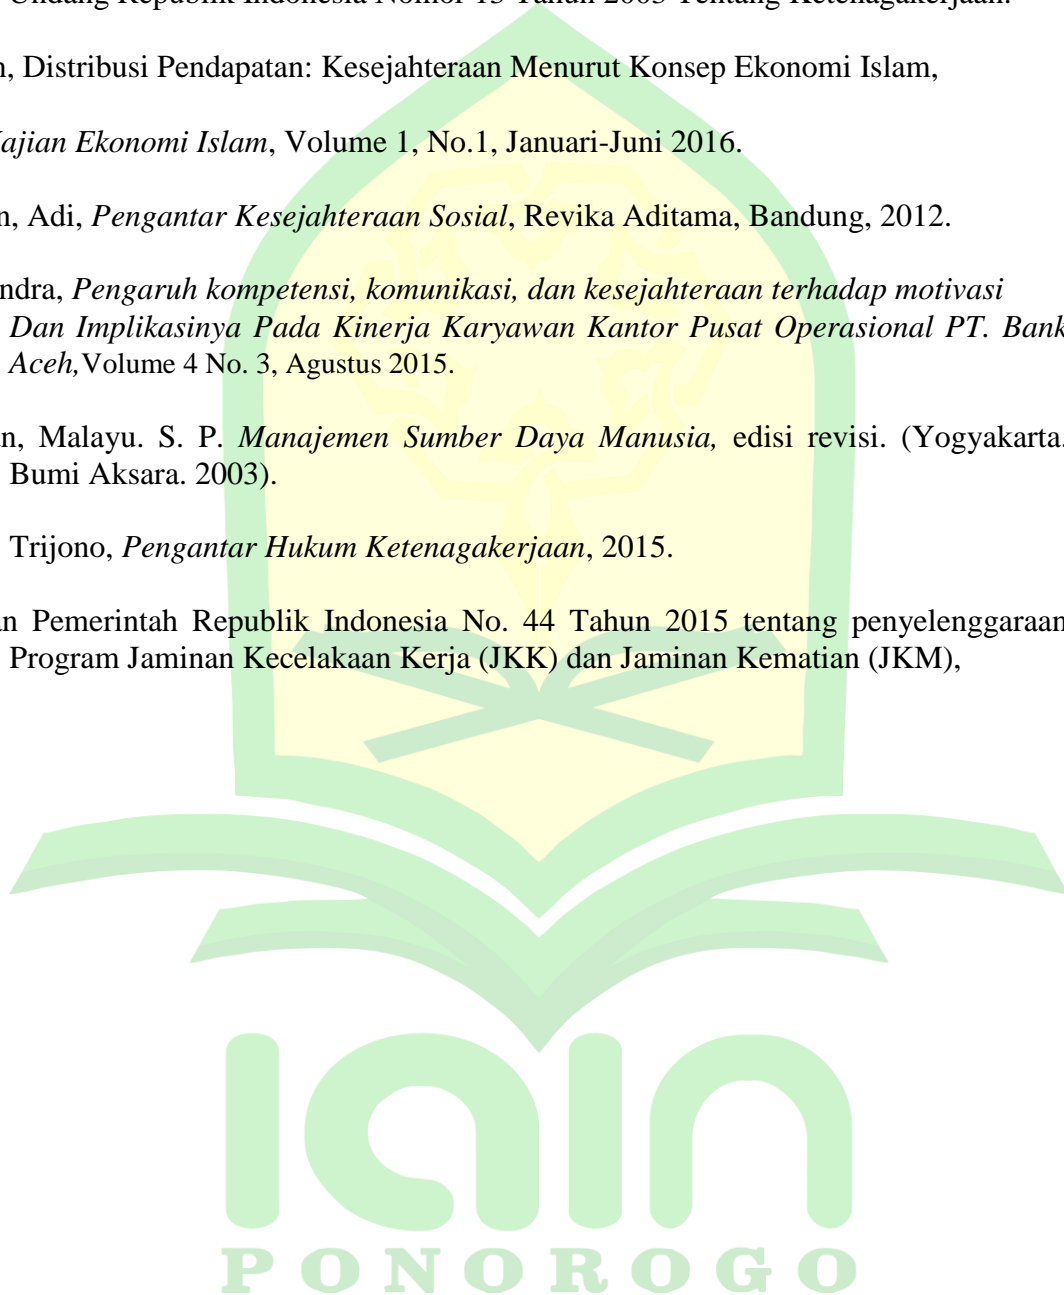 Undang Republik Indonesia Nomor 13 Tahun 2003 Tentang Ketenagakerjaan.
n, Distribusi Pendapatan: Kesejahteraan Menurut Konsep Ekonomi Islam,
ajian Ekonomi Islam, Volume 1, No.1, Januari-Juni 2016.
n, Adi, Pengantar Kesejahteraan Sosial, Revika Aditama, Bandung, 2012.
ndra, Pengaruh kompetensi, komunikasi, dan kesejahteraan terhadap motivasi
Dan Implikasinya Pada Kinerja Karyawan Kantor Pusat Operasional PT. Bank
Aceh,Volume 4 No. 3, Agustus 2015.
n, Malayu. S. P. Manajemen Sumber Daya Manusia, edisi revisi. (Yogyakarta.
Bumi Aksara. 2003).
Trijono, Pengantar Hukum Ketenagakerjaan, 2015.
an Pemerintah Republik Indonesia No. 44 Tahun 2015 tentang penyelenggaraan
Program Jaminan Kecelakaan Kerja (JKK) dan Jaminan Kematian (JKM),
iain
PONOROGO